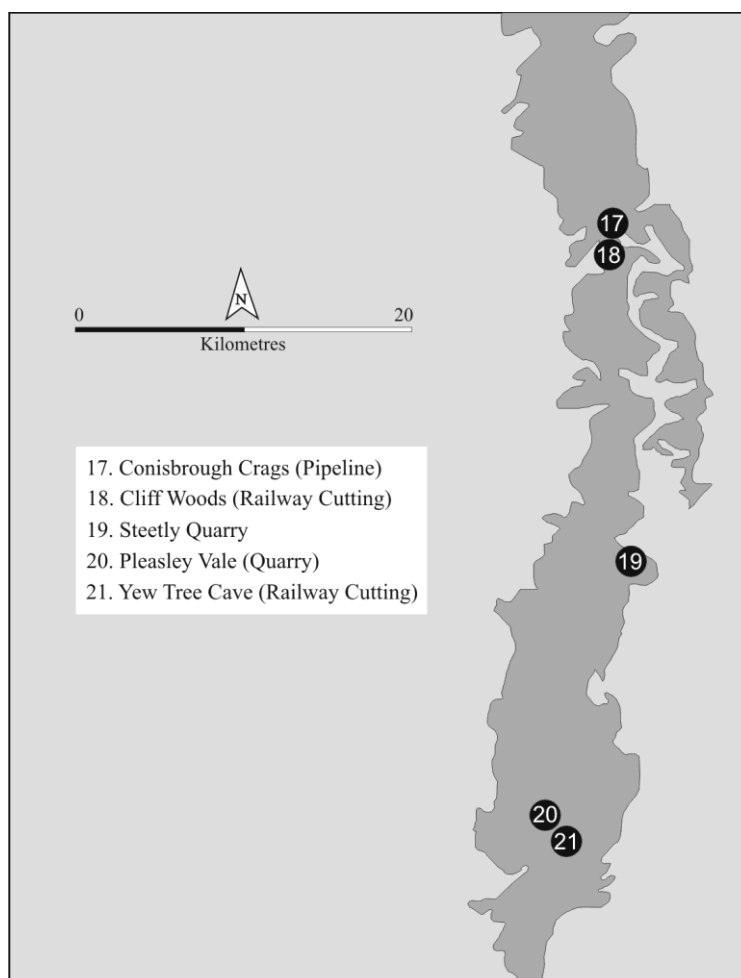 17
18
N
0 20
Kilometres
17. Conisbrough Crags (Pipeline)
18. Cliff Woods (Railway Cutting)
19. Steetly Quarry
20. Pleasley Vale (Quarry)
21. Yew Tree Cave (Railway Cutting)
19
20
21